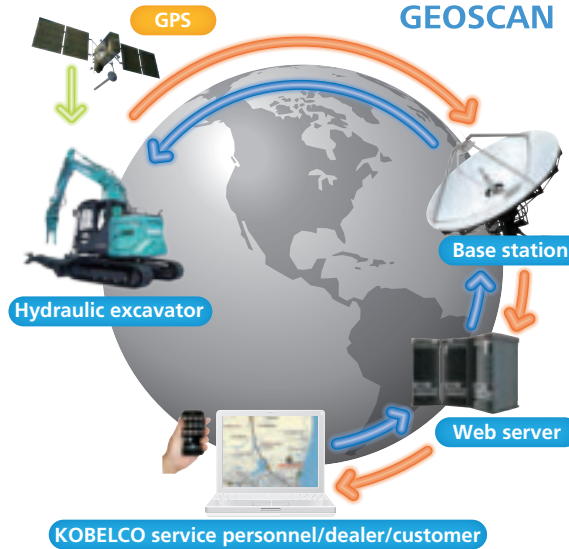 GPS
GEOSCAN
Base station
Hydraulic excavator
Web server
KOBELCO service personnel/dealer/customer